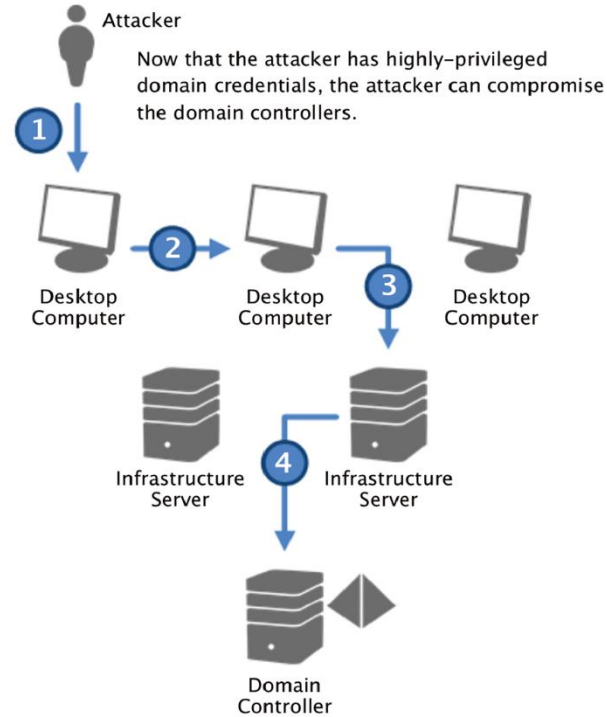 Attacker
Now that the attacker has highly-privileged
domain credentials, the attacker can compromise
the domain controllers.
1
2
3
Desktop
Computer
Desktop
Computer
Desktop
Computer
4
Infrastructure
Server
Infrastructure
Server
Domain
Controller